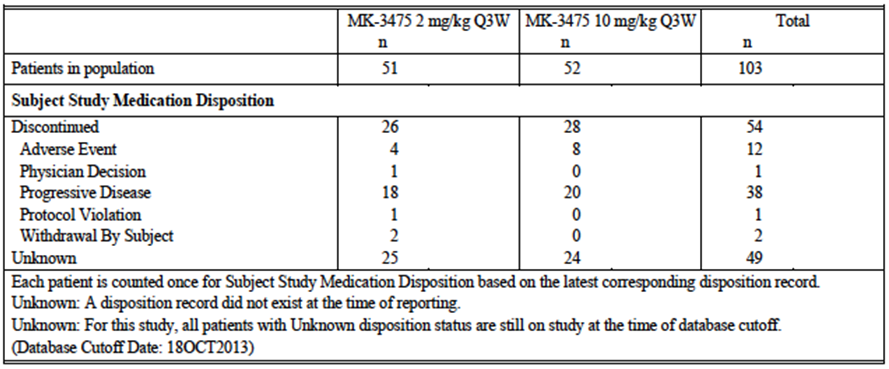 MK-3475 2 mg/kg Q3W MK-3475 10 mg/kg Q3W Total
n n n
Patients in population 51 52 103
Subject Study Medication Disposition
Discontinued 26 28 54
Adverse Event 4 8 12
Physician Decision 1 0 1
Progressive Disease 18 20 38
Protocol Violation 1 0 1
Withdrawal By Subject 2 0 2
Unknown 25 24 49
Each patient is counted once for Subject Study Medication Disposition based on the latest corresponding disposition record.
Unknown: A disposition record did not exist at the time of reporting.
Unknown: For this study, all patients with Unknown disposition status are still on study at the time of database cutoff.
(Database Cutoff Date: 18OCT2013)